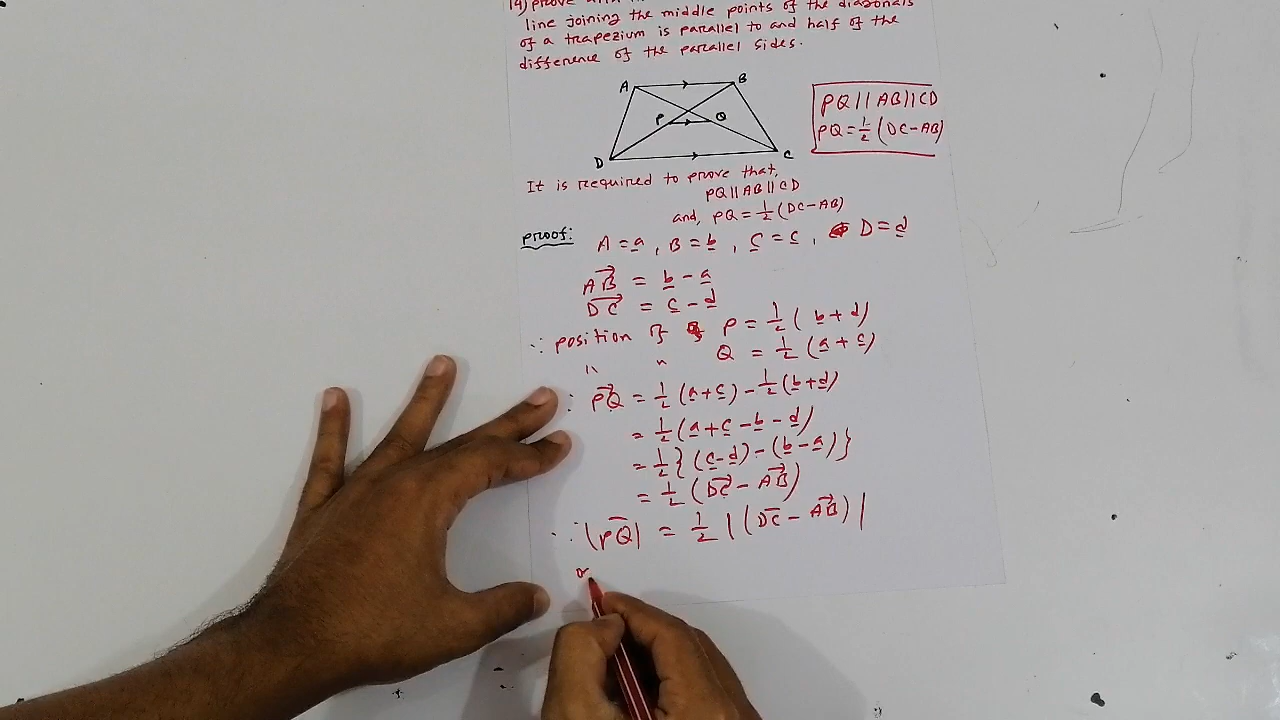 14) prove
line joining the middle points of the diagonals
of a trapezium is parallel to and half of the
difference of the parallel sides.
A B
P Q
D C
PQ || AB || CD
PQ = 1/2 (DC-AB)
It is required to prove that,
PQ || AB || CD
and, PQ = 1/2 (DC-AB)
proof: A = a, B = b, C = c, D = d
AB = b - a
DC = c - d
∴ position of P = 1/2 (b+d)
" " Q = 1/2 (a+c)
∴ PQ = 1/2 (a+c) - 1/2 (b+d)
= 1/2 (a+c-b-d)
= 1/2 {(c-d) - (b-a)}
= 1/2 (DC - AB)
∴ |PQ| = 1/2 |(DC - AB)|